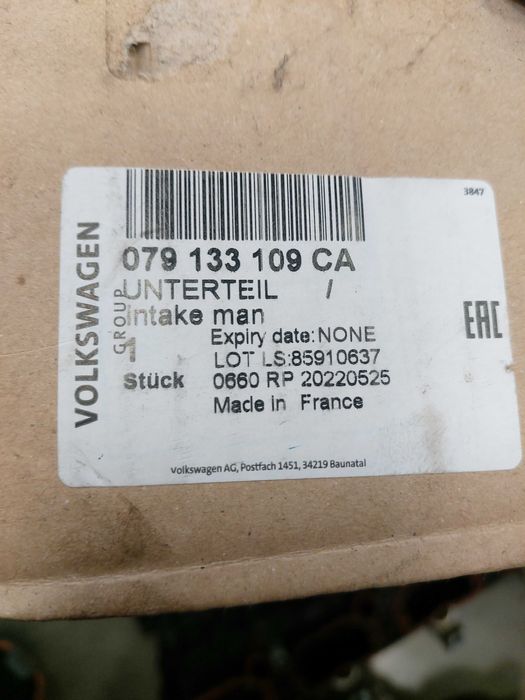 3847
VOLKSWAGEN
GROUP
079 133 109 CA
UNTERTEIL /
Intake man
Expiry date:NONE
1
LOT LS:85910637
Stück 0660 RP 20220525
Made in France
EAC
Volkswagen AG, Postfach 1451, 34219 Baunatal